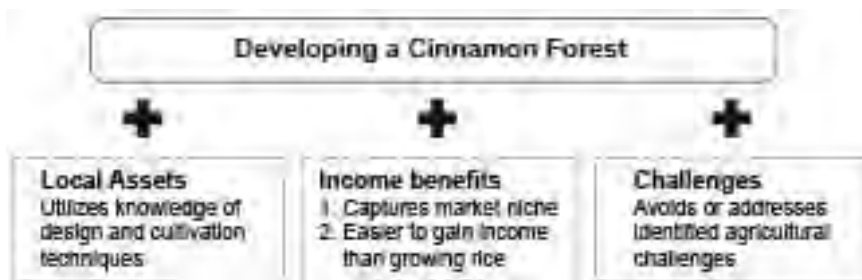 Developing a Cinnamon Forest
Local Assets
Utilizes knowledge of
design and cultivation
techniques
Income benefits
1. Captures market niche
2. Easier to gain income
than growing rice
Challenges
Avoids or addresses
identified agricultural
challenges